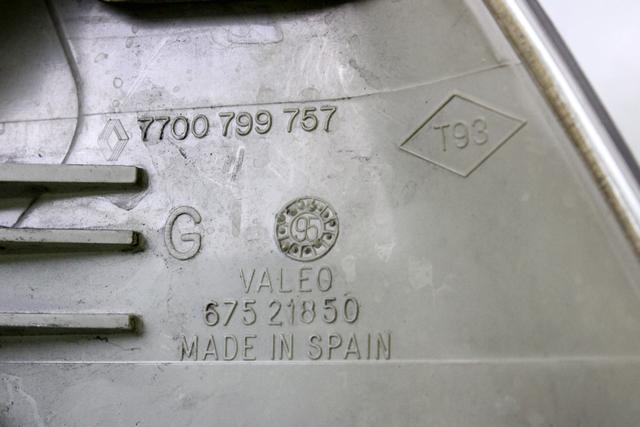 7700 799 757
T93
G
95
VALEO
675 21850
MADE IN SPAIN